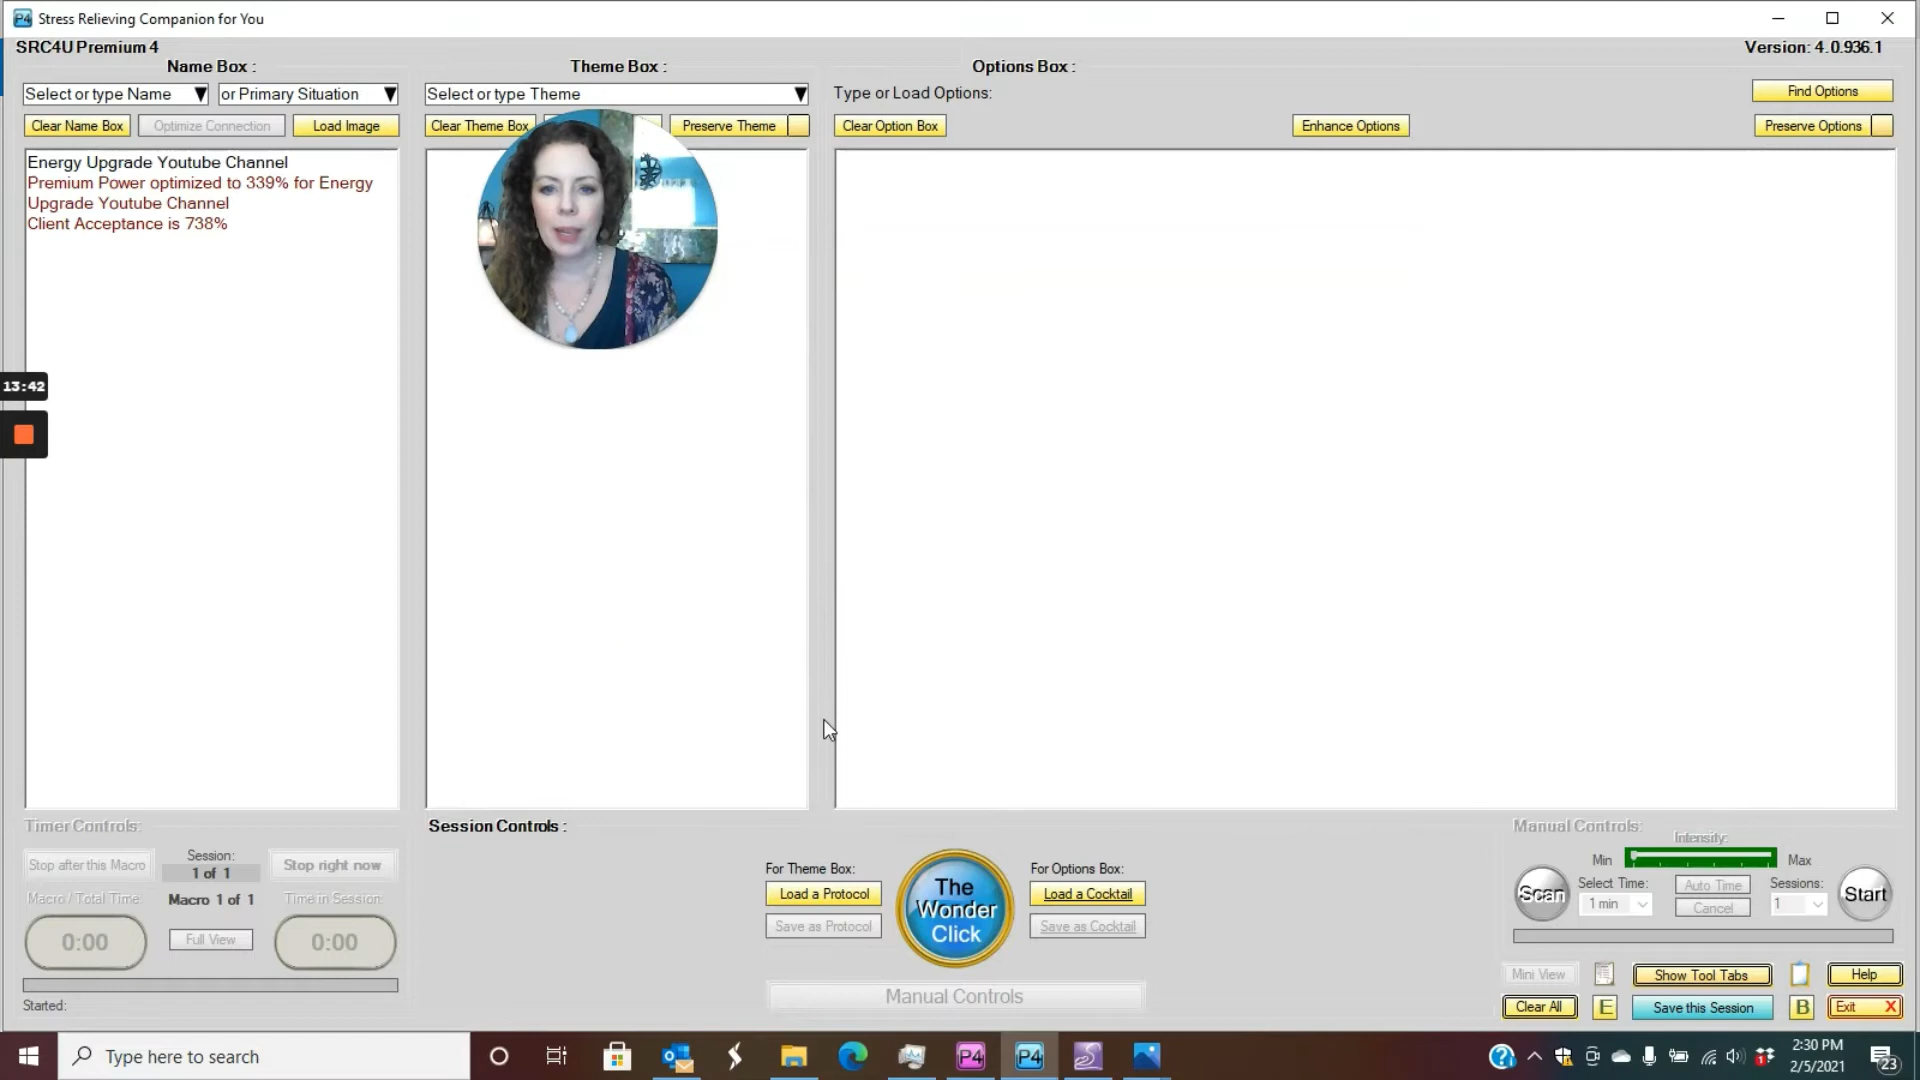 P4 Stress Relieving Companion for You
SRC4U Premium 4
Version: 4.0.936.1
Name Box :
Theme Box :
Options Box :
Select or type Name
or Primary Situation
Select or type Theme
Type or Load Options:
Find Options
Clear Name Box
Optimize Connection
Load Image
Clear Theme Box
Preserve Theme
Clear Option Box
Enhance Options
Preserve Options
Energy Upgrade Youtube Channel
Premium Power optimized to 339% for Energy
Upgrade Youtube Channel
Client Acceptance is 738%
13:42
Timer Controls:
Stop after this Macro
Session:
1 of 1
Stop right now
Macro / Total Time:
Macro 1 of 1
Time in Session:
0:00
Full View
0:00
Started:
Session Controls :
For Theme Box:
Load a Protocol
Save as Protocol
The
Wonder
Click
For Options Box:
Load a Cocktail
Save as Cocktail
Manual Controls
Manual Controls:
Intensity:
Min
Max
Scan
Select Time:
1 min
Auto Time
Cancel
Sessions:
1
Start
Mini View
Show Tool Tabs
Help
Clear All
E
Save this Session
B
Exit X
Type here to search
P4
P4
2:30 PM
2/5/2021
23